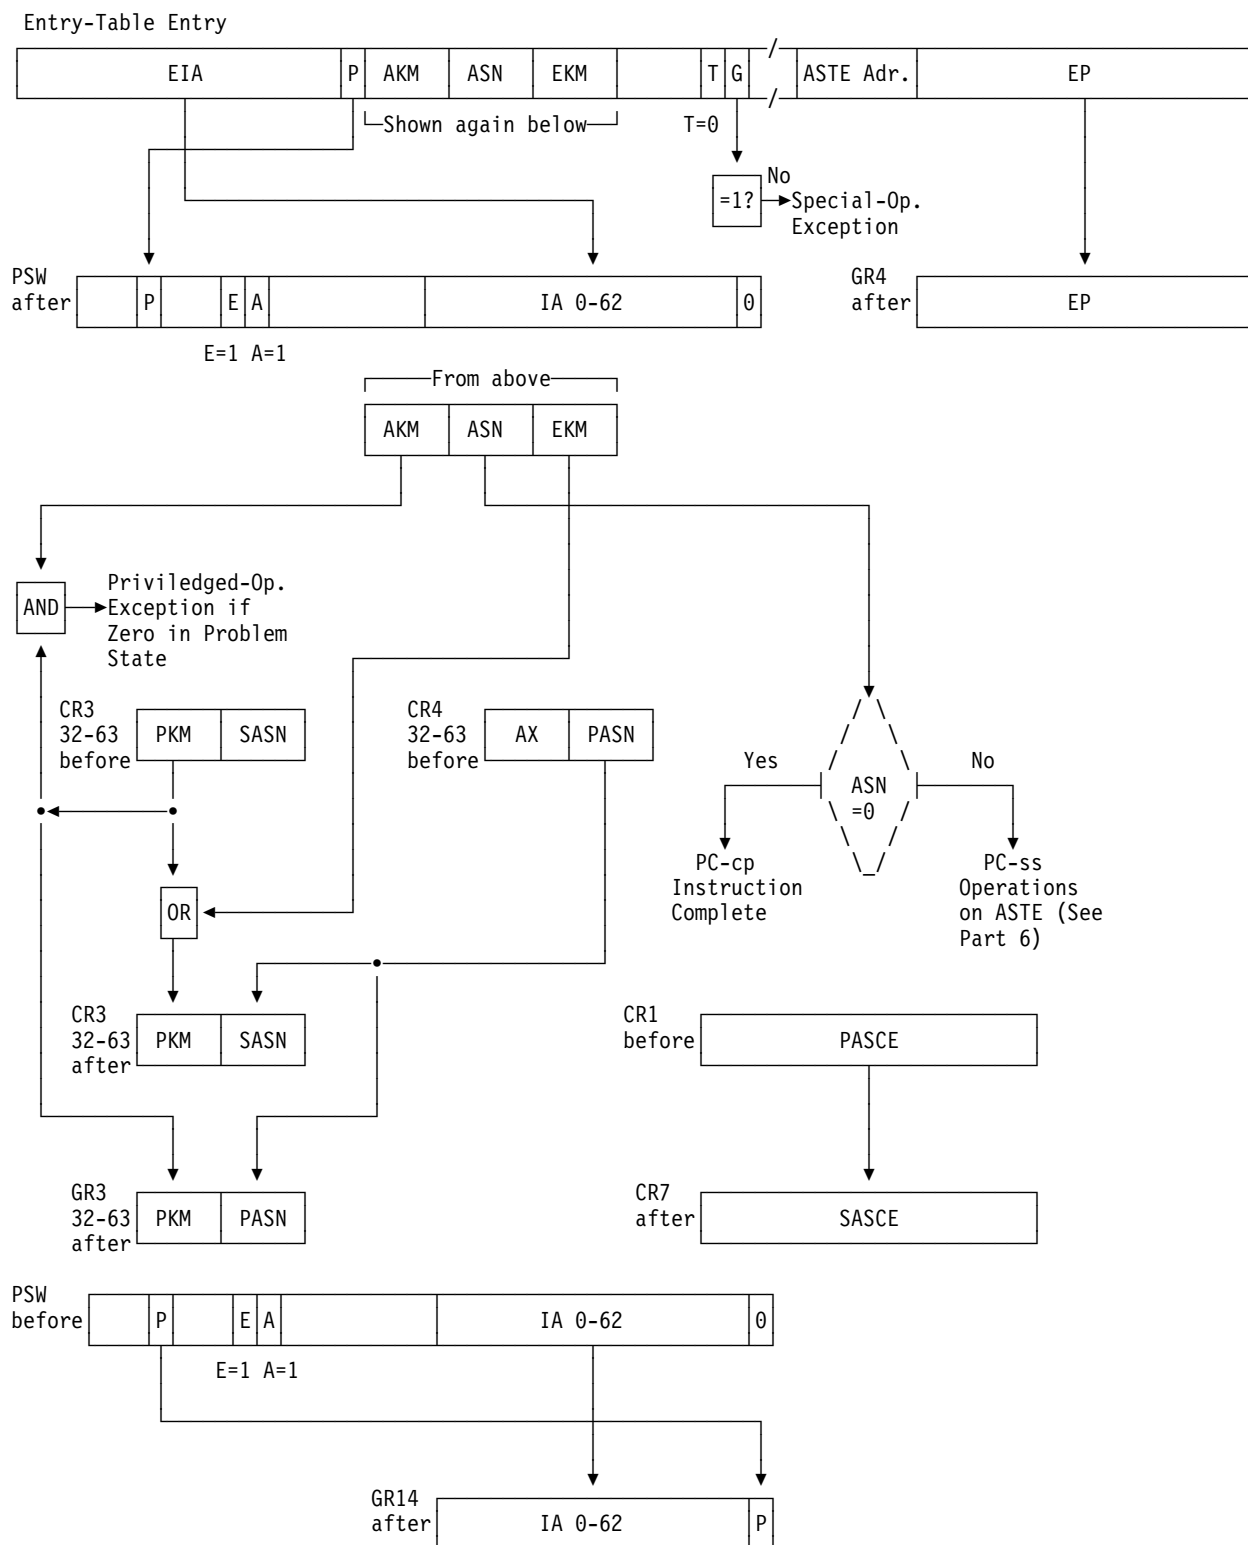 Entry-Table Entry
EIA P AKM ASN EKM T G / / ASTE Adr. EP
Shown again below T=0
=1? No
Special-Op.
Exception
PSW
after P E A IA 0-62 0
E=1 A=1
GR4
after EP
From above
AKM ASN EKM
AND
Priviledged-Op.
Exception if
Zero in Problem
State
CR3
32-63
before PKM SASN
CR4
32-63
before AX PASN
ASN
=0
Yes
No
PC-cp
Instruction
Complete
PC-ss
Operations
on ASTE (See
Part 6)
OR
CR3
32-63
after PKM SASN
CR1
before PASCE
GR3
32-63
after PKM PASN
CR7
after SASCE
PSW
before P E A IA 0-62 0
E=1 A=1
GR14
after IA 0-62 P